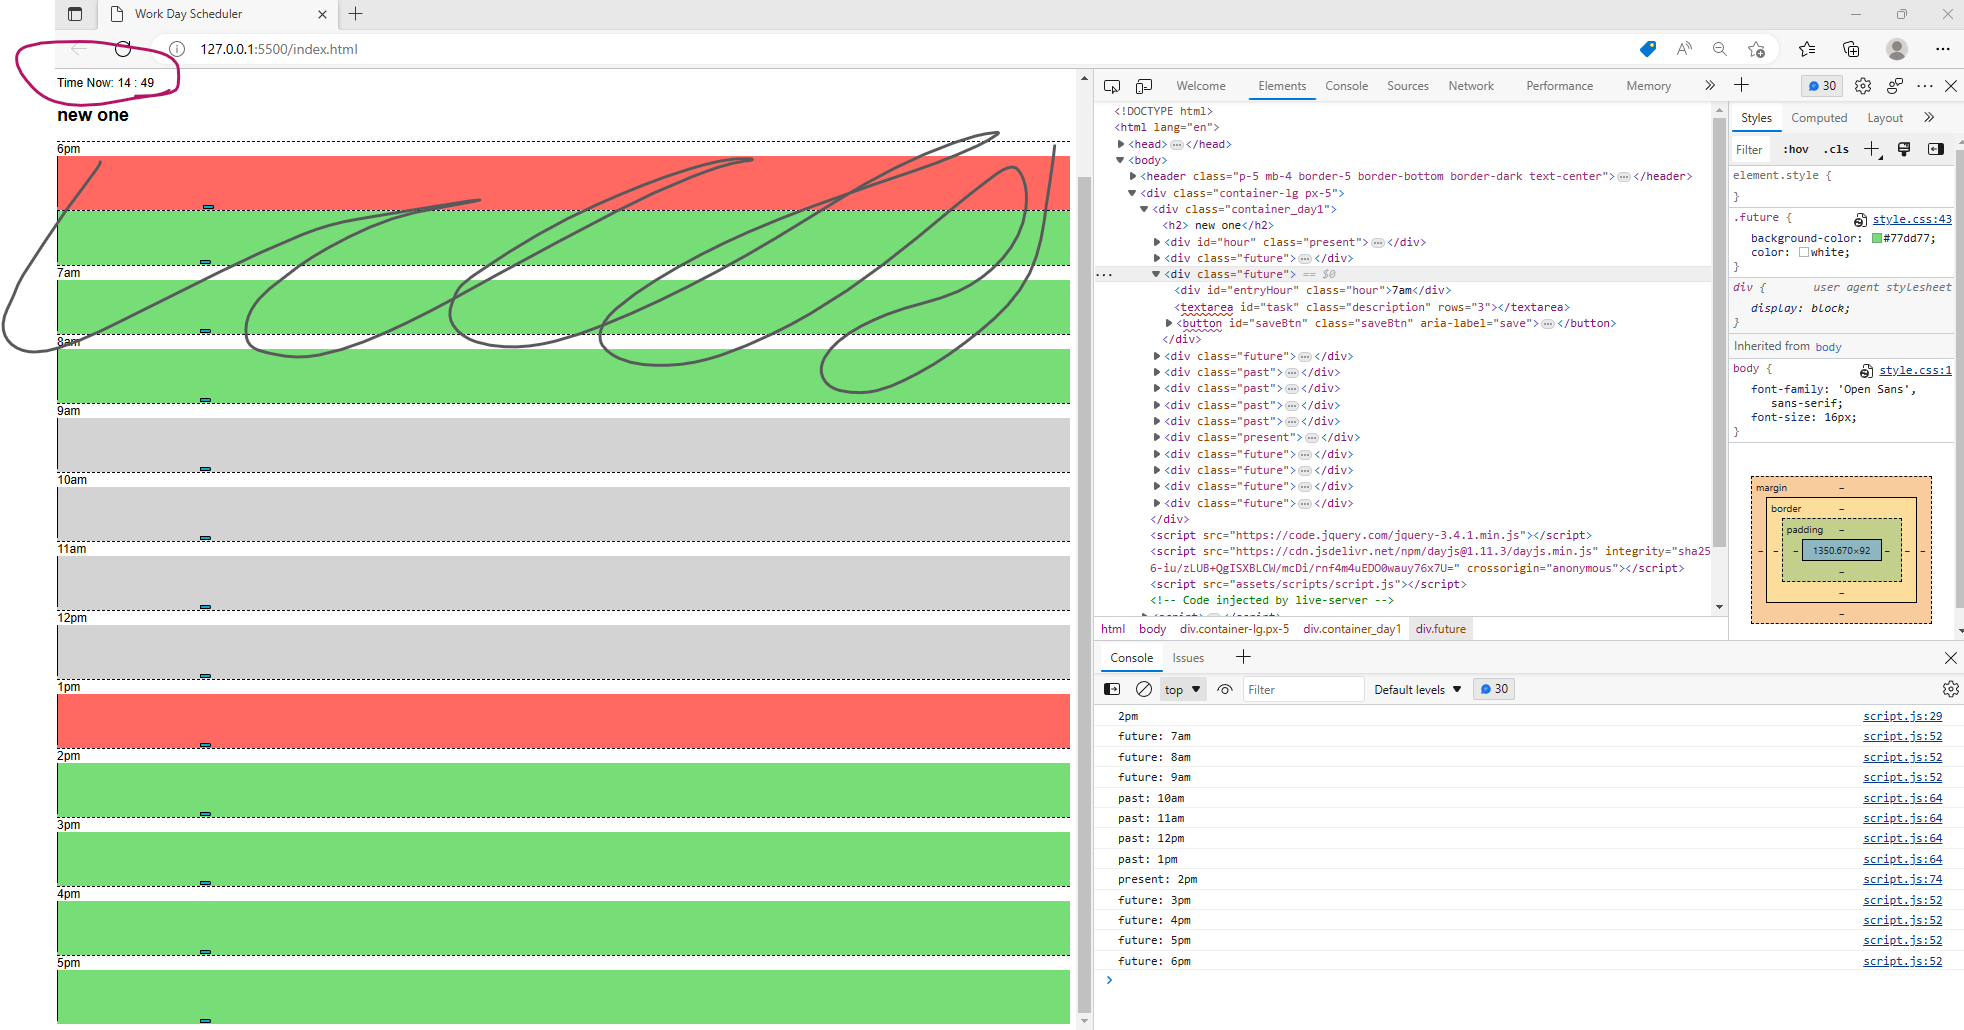 Work Day Scheduler
127.0.0.1:5500/index.html
Time Now: 14 : 49
new one
6pm
7am
8am
9am
10am
11am
12pm
1pm
2pm
3pm
4pm
5pm
Welcome Elements Console Sources Network Performance Memory 30
<!DOCTYPE html>
<html lang="en">
<head> </head>
<body>
<header class="p-5 mb-4 border-5 border-bottom border-dark text-center"> </header>
<div class="container-lg px-5">
<div class="container_day1">
<h2> new one</h2>
<div id="hour" class="present"> </div>
<div class="future"> </div>
<div class="future"> == $0
<div id="entryHour" class="hour">7am</div>
<textarea id="task" class="description" rows="3"></textarea>
<button id="saveBtn" class="saveBtn" aria-label="save"> </button>
</div>
<div class="future"> </div>
<div class="past"> </div>
<div class="past"> </div>
<div class="past"> </div>
<div class="past"> </div>
<div class="present"> </div>
<div class="future"> </div>
<div class="future"> </div>
<div class="future"> </div>
<div class="future"> </div>
</div>
<script src="https://code.jquery.com/jquery-3.4.1.min.js"></script>
<script src="https://cdn.jsdelivr.net/npm/dayjs@1.11.3/dayjs.min.js" integrity="sha25
6-iu/zLUB+QgISXBLCW/mcDi/rnf4m4uEDO0wauy76x7U=" crossorigin="anonymous"></script>
<script src="assets/scripts/script.js"></script>
<!-- Code injected by live-server -->
html body div.container-lg.px-5 div.container_day1 div.future
Styles Computed Layout
Filter :hov .cls
element.style {
}
.future { style.css:43
background-color: #77dd77;
color: white;
}
div { user agent stylesheet
display: block;
}
Inherited from body
body { style.css:1
font-family: 'Open Sans',
sans-serif;
font-size: 16px;
}
margin –
border –
padding –
– – – 1350.670×92 – – –
–
–
–
Console Issues
top Filter Default levels 30
2pm script.js:29
future: 7am script.js:52
future: 8am script.js:52
future: 9am script.js:52
past: 10am script.js:64
past: 11am script.js:64
past: 12pm script.js:64
past: 1pm script.js:64
present: 2pm script.js:74
future: 3pm script.js:52
future: 4pm script.js:52
future: 5pm script.js:52
future: 6pm script.js:52